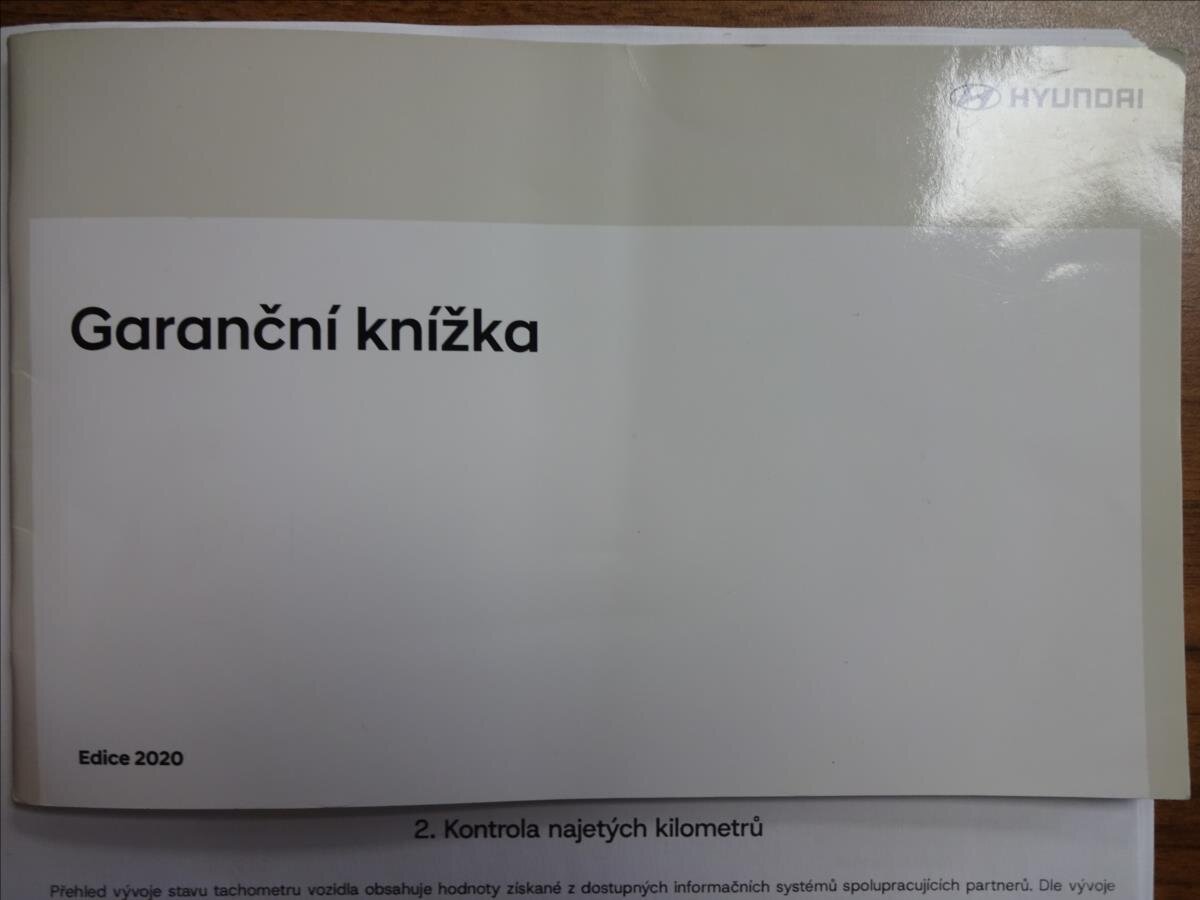 HYUNDAI
Garanční knížka
Edice 2020
2. Kontrola najetých kilometrů
Přehled vývoje stavu tachometru vozidla obsahuje hodnoty získané z dostupných informačních systémů spolupracujících partnerů. Dle vývoje